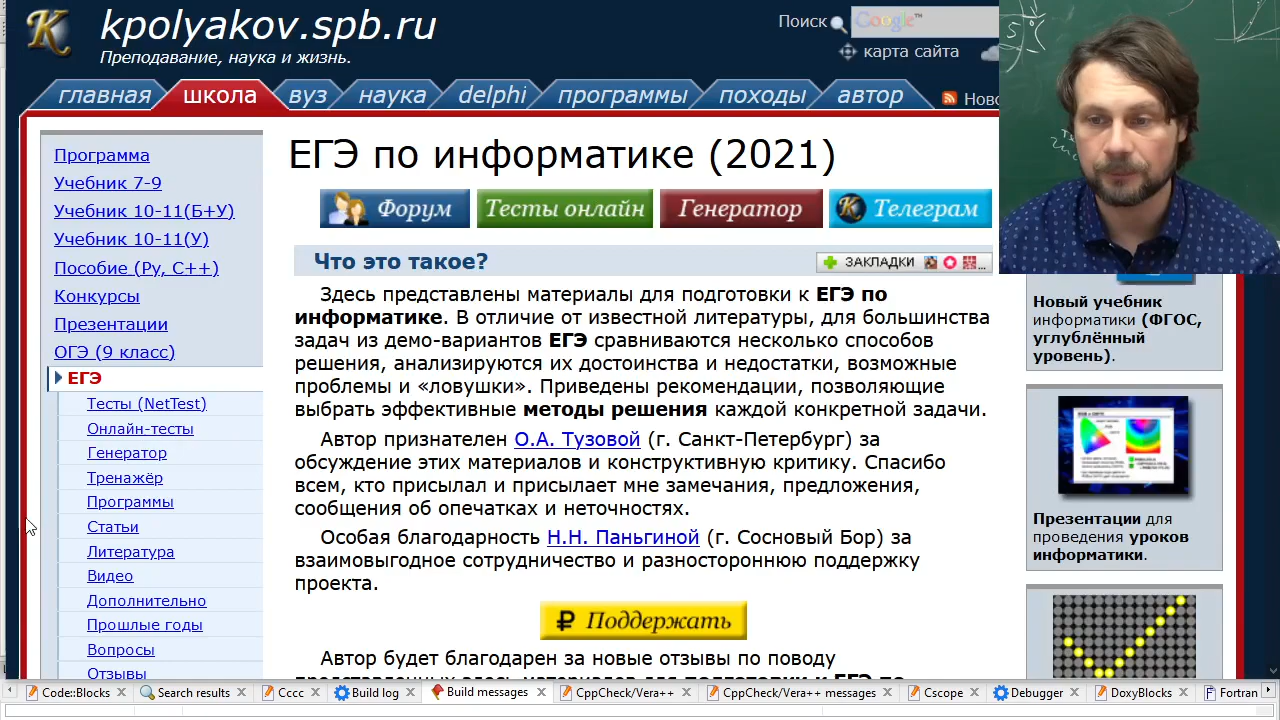 kpolyakov.spb.ru
Преподавание, наука и жизнь.
Поиск
Google™
карта сайта
главная
школа
вуз
наука
delphi
программы
походы
автор
Ново
Программа
Учебник 7-9
Учебник 10-11(Б+У)
Учебник 10-11(У)
Пособие (Py, C++)
Конкурсы
Презентации
ОГЭ (9 класс)
ЕГЭ
Тесты (NetTest)
Онлайн-тесты
Генератор
Тренажёр
Программы
Статьи
Литература
Видео
Дополнительно
Прошлые годы
Вопросы
Отзывы
ЕГЭ по информатике (2021)
Форум
Тесты онлайн
Генератор
Телеграм
Что это такое?
ЗАКЛАДКИ
Здесь представлены материалы для подготовки к ЕГЭ по
информатике. В отличие от известной литературы, для большинства
задач из демо-вариантов ЕГЭ сравниваются несколько способов
решения, анализируются их достоинства и недостатки, возможные
проблемы и «ловушки». Приведены рекомендации, позволяющие
выбрать эффективные методы решения каждой конкретной задачи.
Автор признателен О.А. Тузовой (г. Санкт-Петербург) за
обсуждение этих материалов и конструктивную критику. Спасибо
всем, кто присылал и присылает мне замечания, предложения,
сообщения об опечатках и неточностях.
Особая благодарность Н.Н. Паньгиной (г. Сосновый Бор) за
взаимовыгодное сотрудничество и разностороннюю поддержку
проекта.
Поддержать
Автор будет благодарен за новые отзывы по поводу
Новый учебник
информатики (ФГОС,
углублённый
уровень).
Презентации для
проведения уроков
информатики.
Code::Blocks
Search results
Cccc
Build log
Build messages
CppCheck/Vera++
CppCheck/Vera++ messages
Cscope
Debugger
DoxyBlocks
Fortran